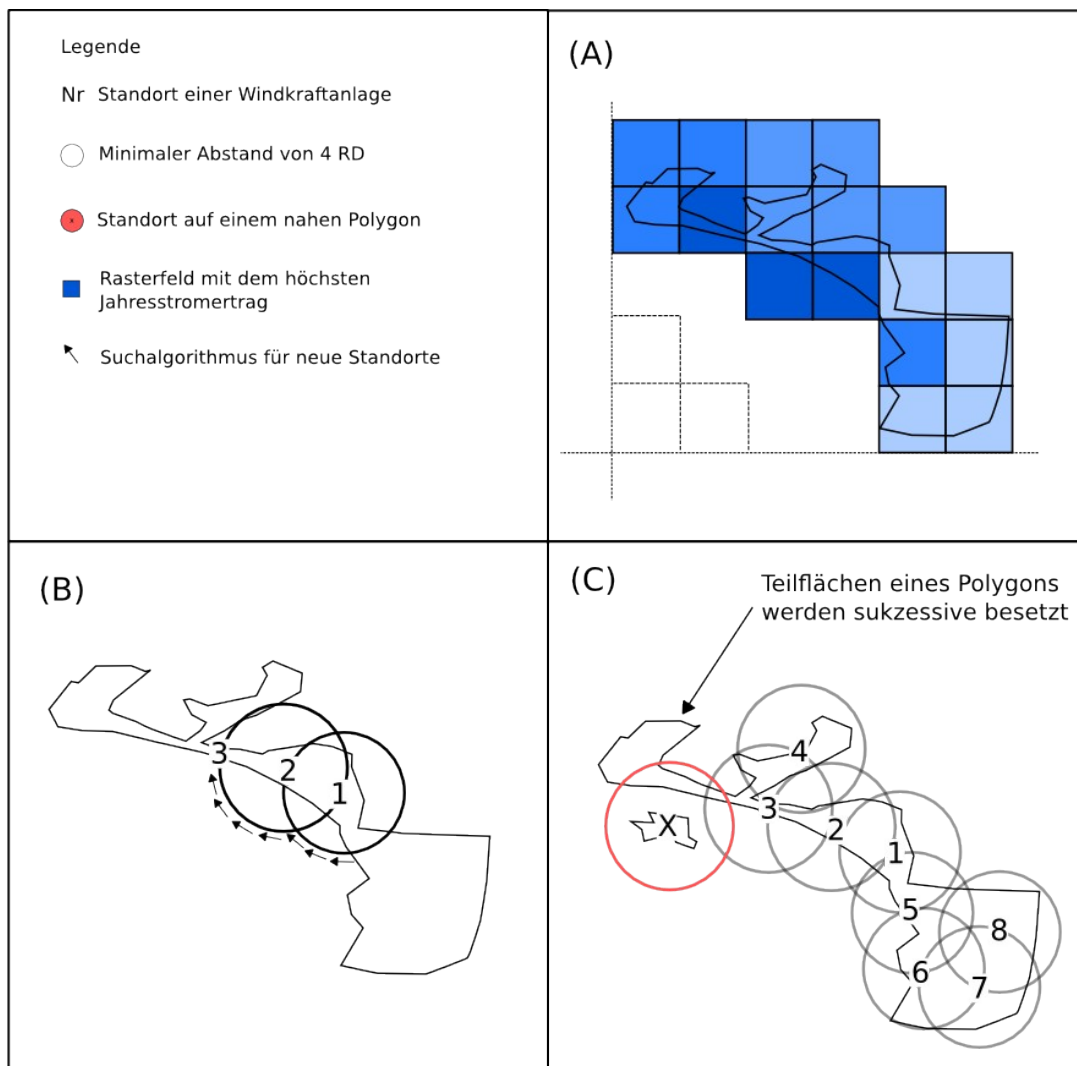 Legende
Nr Standort einer Windkraftanlage
Minimaler Abstand von 4 RD
Standort auf einem nahen Polygon
Rasterfeld mit dem höchsten
Jahresstromertrag
Suchalgorithmus für neue Standorte
(A)
(B)
3
2
1
(C)
Teilflächen eines Polygons
werden sukzessive besetzt
4
3
X
2
1
5
8
6
7